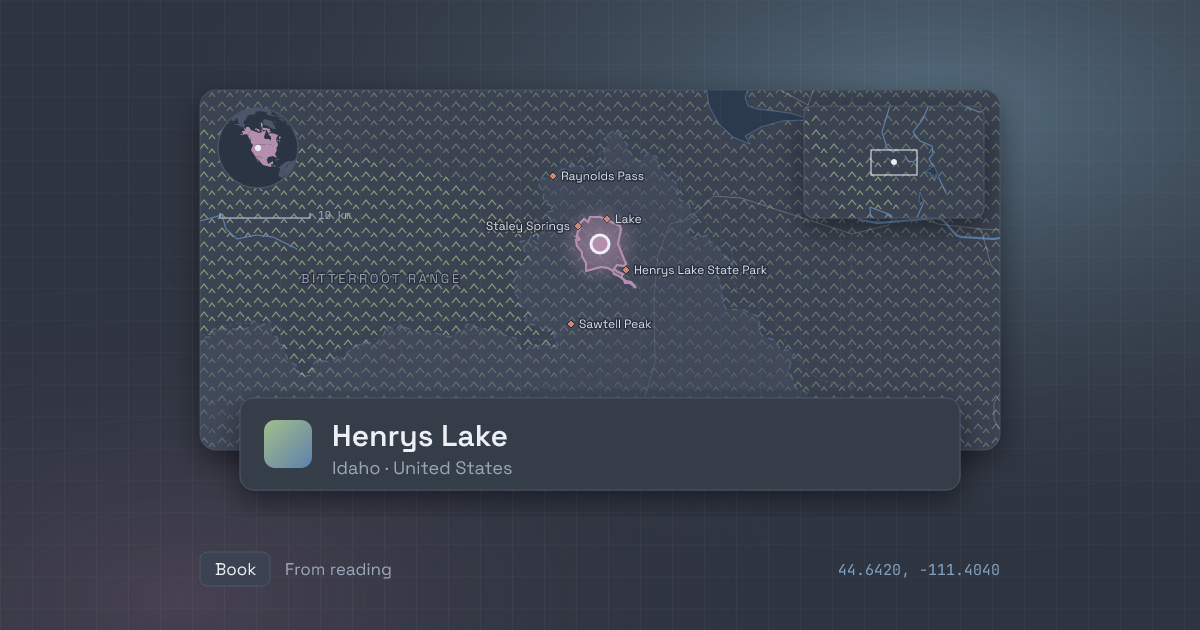 Raynolds Pass
10 km
Lake
Staley Springs
Henrys Lake State Park
BITTERROOT RANGE
Sawtell Peak
Henrys Lake
Idaho · United States
Book
From reading
44.6420, -111.4040